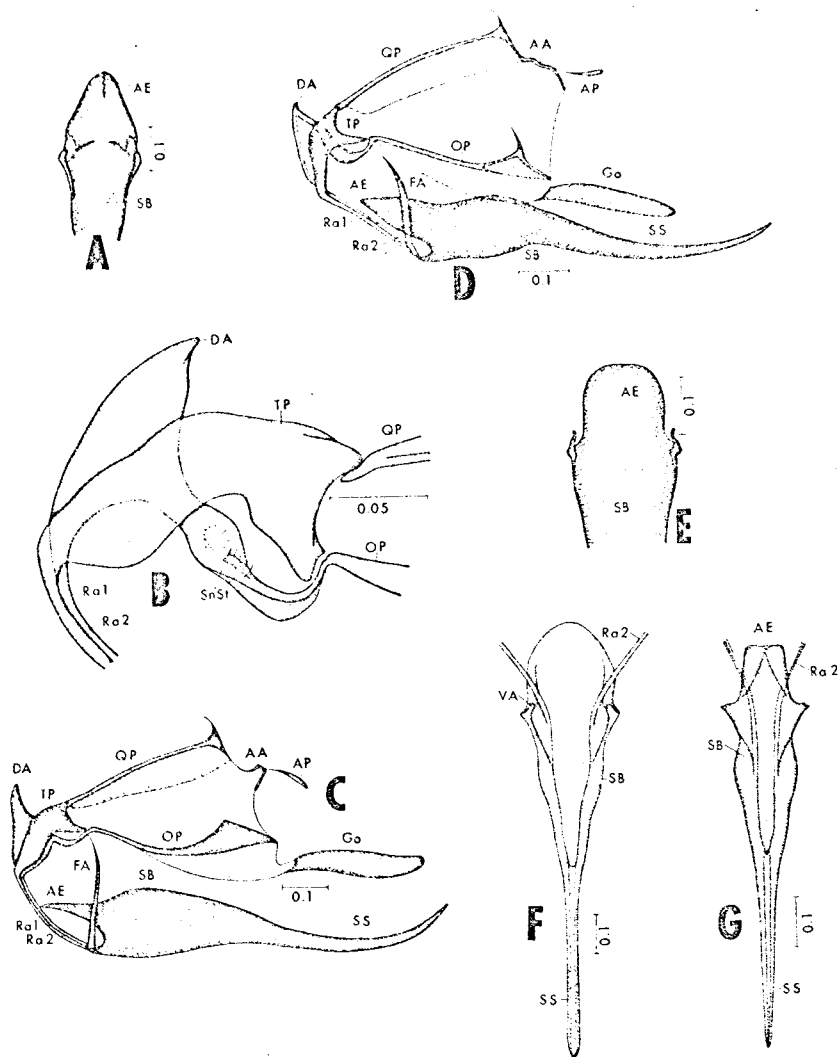 AE
0.1
SB
A
QP
AA
DA
AP
TP
OP
AE
FA
Go
Ra1
SS
Ra2
SB
D
0.1
DA
TP
QP
0.05
OP
Ra1
B
Ra2
SnSt
AE
0.1
SB
E
QP
AA
AP
DA
TP
C
OP
Go
FA
SB
0.1
AE
SS
Ra1
Ra2
Ra2
VA
SB
F
0.1
SS
AE
Ra2
SB
G
0.1
SS